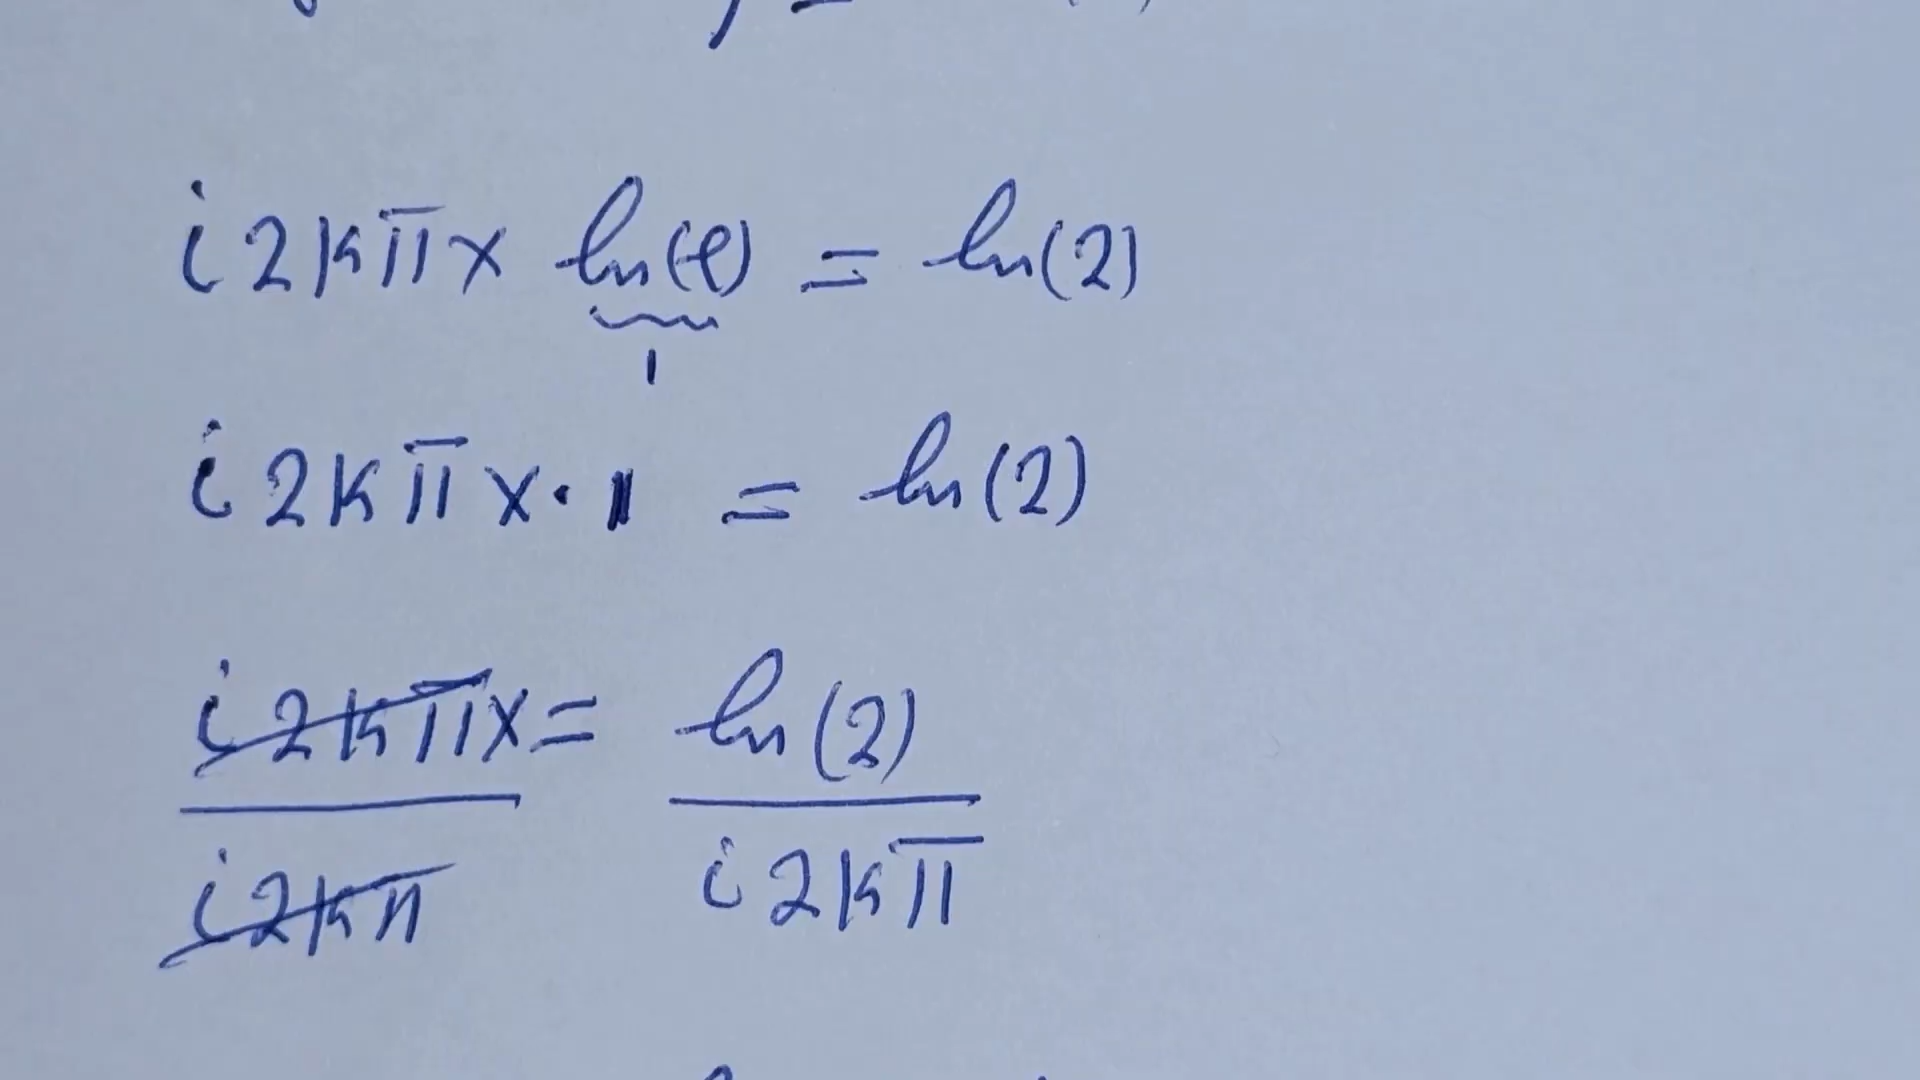 i2kπx ln(e) = ln(2)
1
i2kπx·1 = ln(2)
i2kπx = ln(2)
i2kπ i2kπ